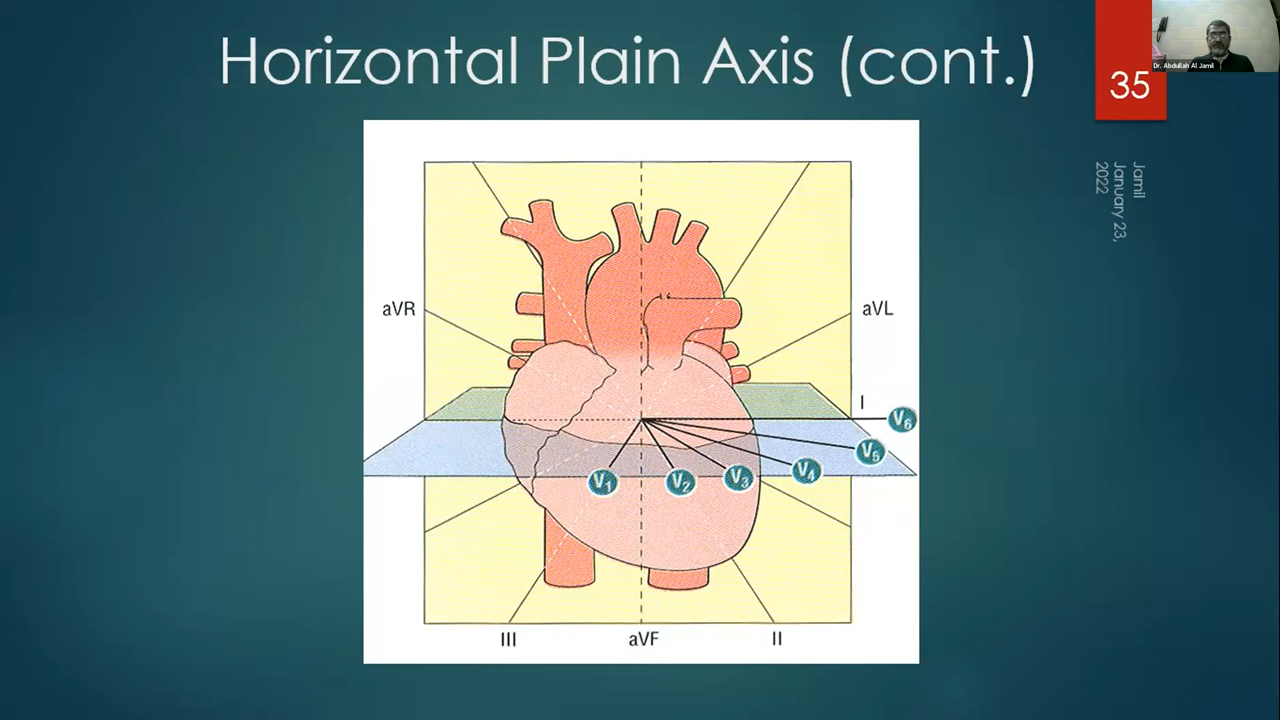 Horizontal Plain Axis (cont.)
35
Dr. Abdullah Al Jamil
Jamil
January 23,
2022
aVR
aVL
I
V6
V5
V4
V3
V2
V1
III
aVF
II